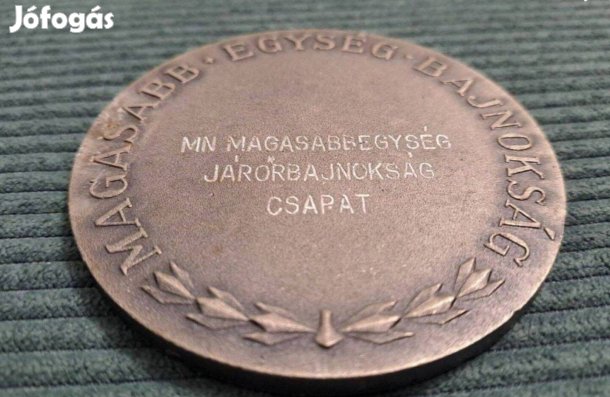 Jófogás
MAGASABB · EGYSÉG · BAJNOKSÁG
MN MAGASABBEGYSÉG
JÁRŐRBAJNOKSÁG
CSAPAT